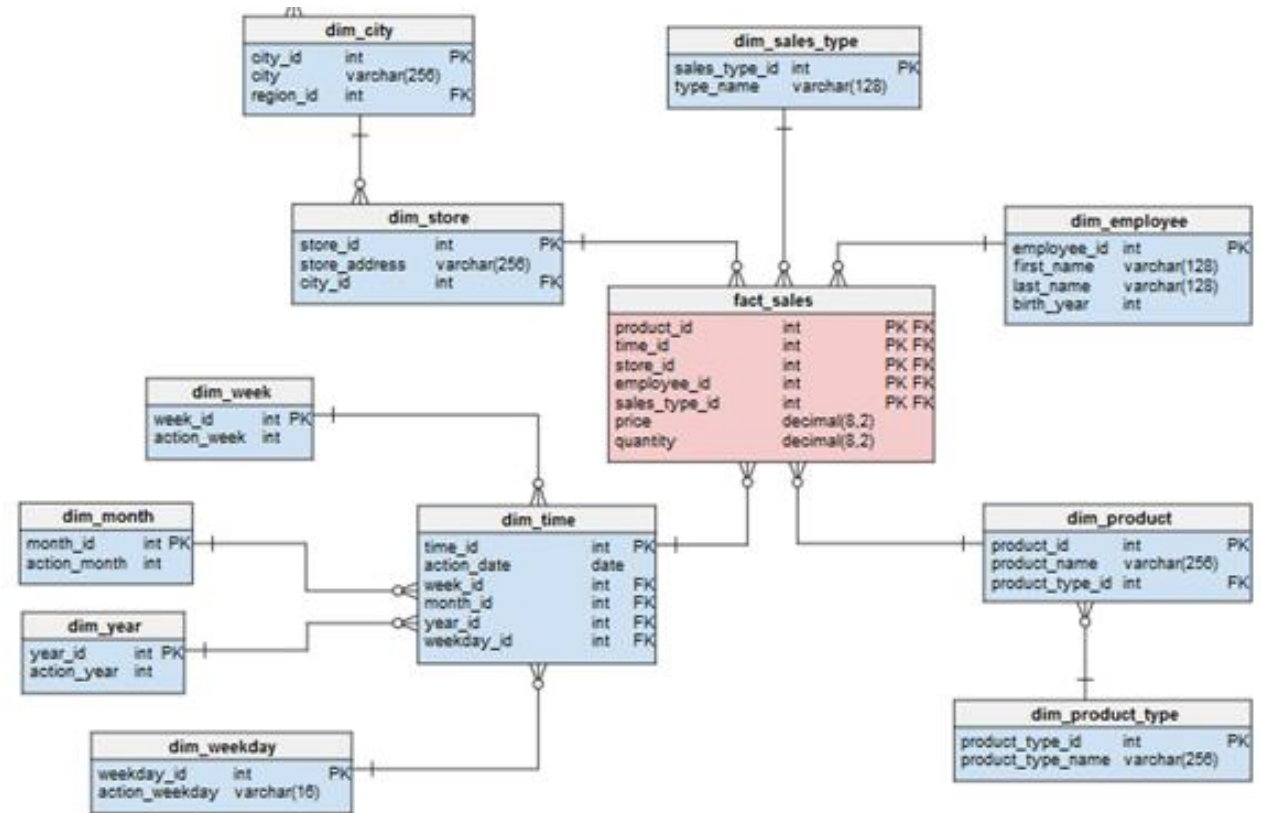 dim_city
city_id int PK
city varchar(256)
region_id int FK
dim_sales_type
sales_type_id int PK
type_name varchar(128)
dim_store
store_id int PK
store_address varchar(256)
city_id int FK
dim_employee
employee_id int PK
first_name varchar(128)
last_name varchar(128)
birth_year int
fact_sales
product_id int PK FK
time_id int PK FK
store_id int PK FK
employee_id int PK FK
sales_type_id int PK FK
price decimal(8,2)
quantity decimal(8,2)
dim_week
week_id int PK
action_week int
dim_month
month_id int PK
action_month int
dim_time
time_id int PK
action_date date
week_id int FK
month_id int FK
year_id int FK
weekday_id int FK
dim_product
product_id int PK
product_name varchar(256)
product_type_id int FK
dim_year
year_id int PK
action_year int
dim_product_type
product_type_id int PK
product_type_name varchar(256)
dim_weekday
weekday_id int PK
action_weekday varchar(16)